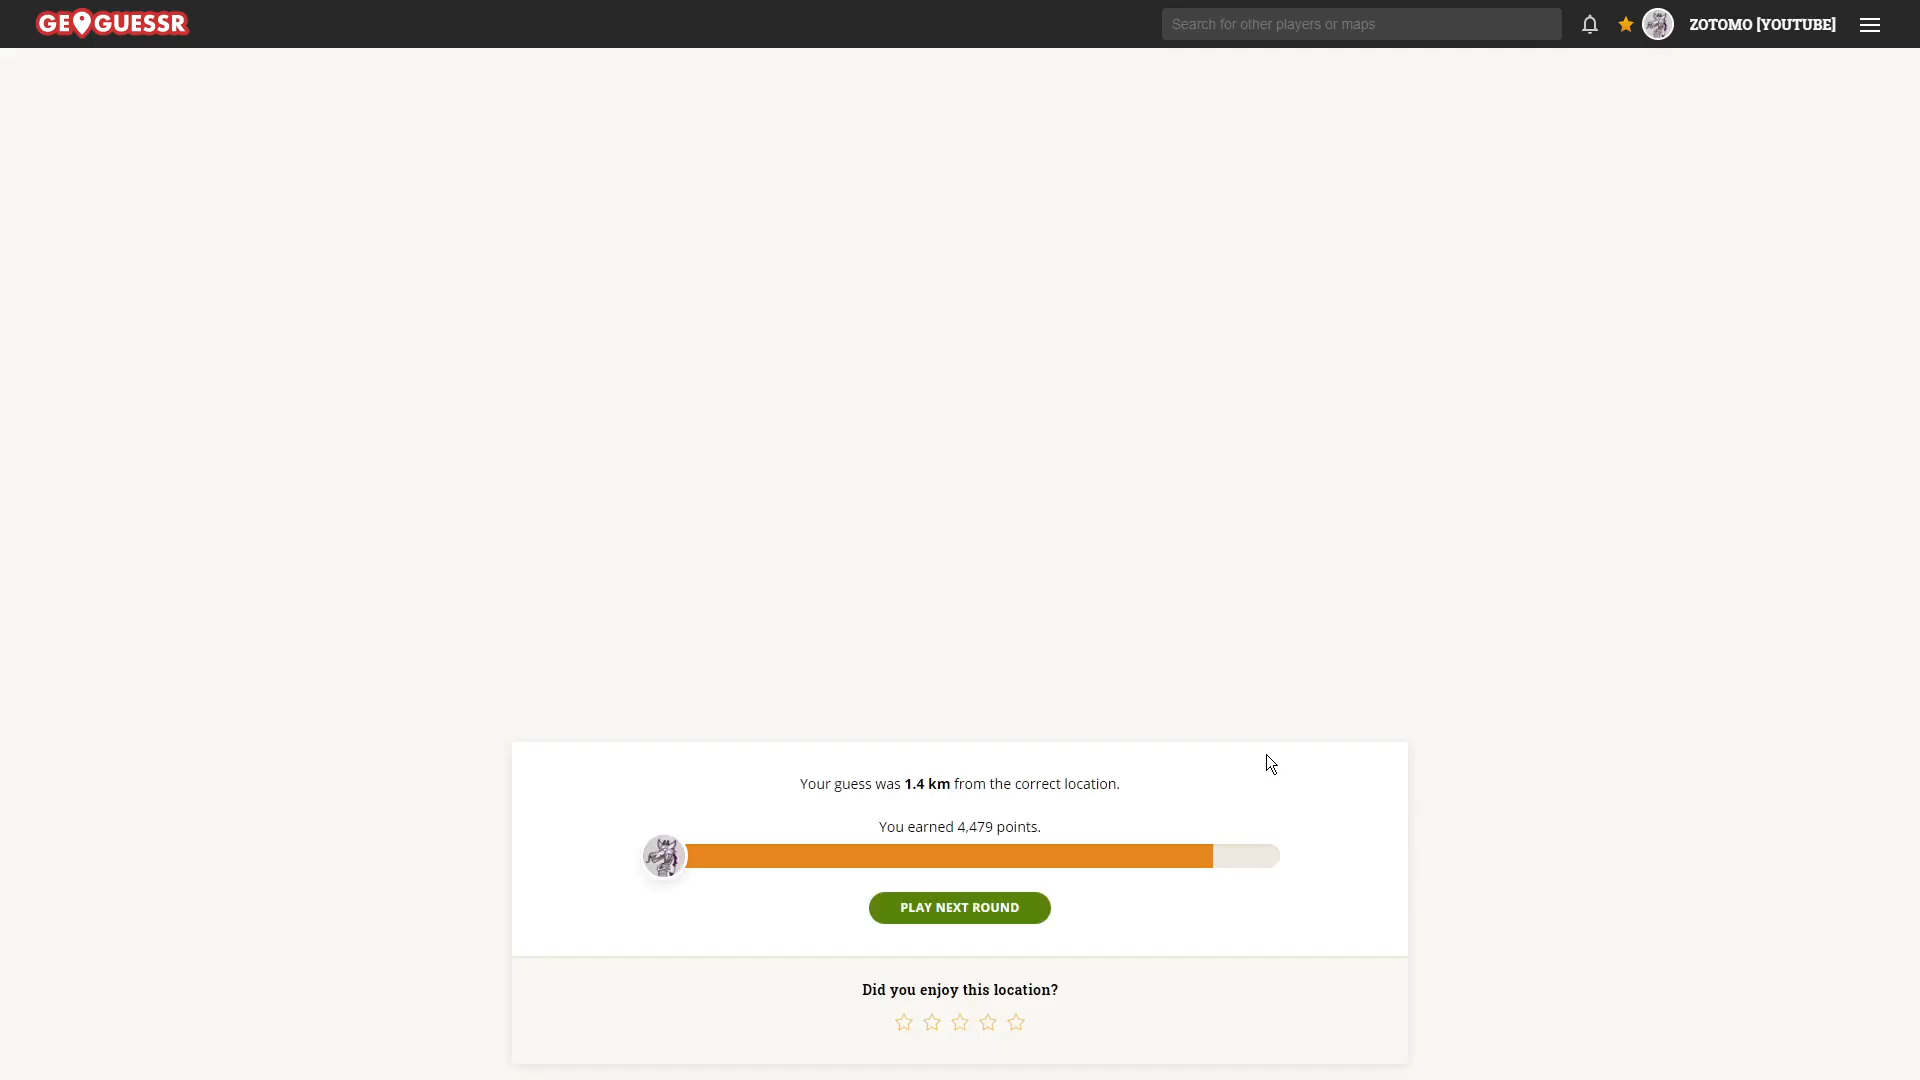 GEOGUESSR
Search for other players or maps
ZOTOMO [YOUTUBE]
Your guess was 1.4 km from the correct location.
You earned 4,479 points.
PLAY NEXT ROUND
Did you enjoy this location?